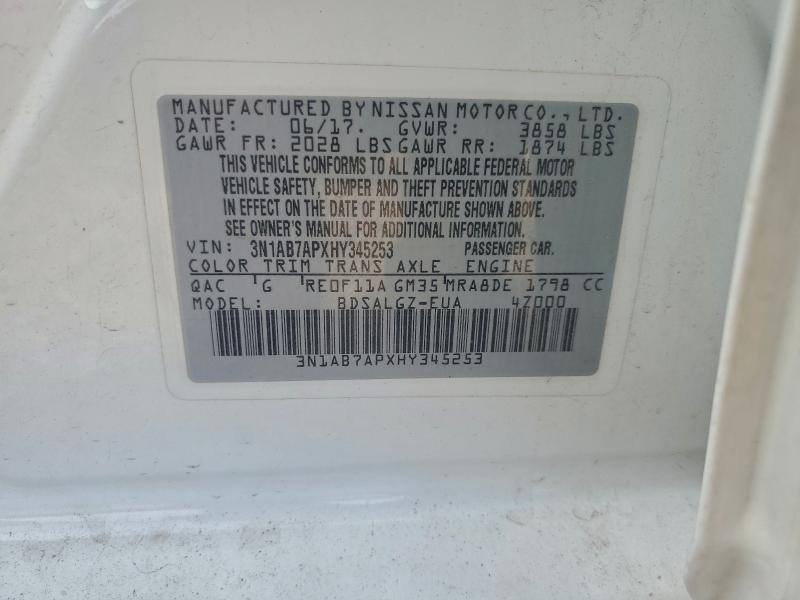 MANUFACTURED BY NISSAN MOTOR CO., LTD.
DATE: 06/17. GVWR: 3858 LBS
GAWR FR: 2028 LBS GAWR RR: 1874 LBS
THIS VEHICLE CONFORMS TO ALL APPLICABLE FEDERAL MOTOR
VEHICLE SAFETY, BUMPER AND THEFT PREVENTION STANDARDS
IN EFFECT ON THE DATE OF MANUFACTURE SHOWN ABOVE.
SEE OWNER'S MANUAL FOR ADDITIONAL INFORMATION.
VIN: 3N1AB7APXHY345253 PASSENGER CAR.
COLOR TRIM TRANS AXLE ENGINE
QAC G RE0F11A GM35 MRA8DE 1798 CC
MODEL: BDSALGZ-EUA 4Z000
3N1AB7APXHY345253